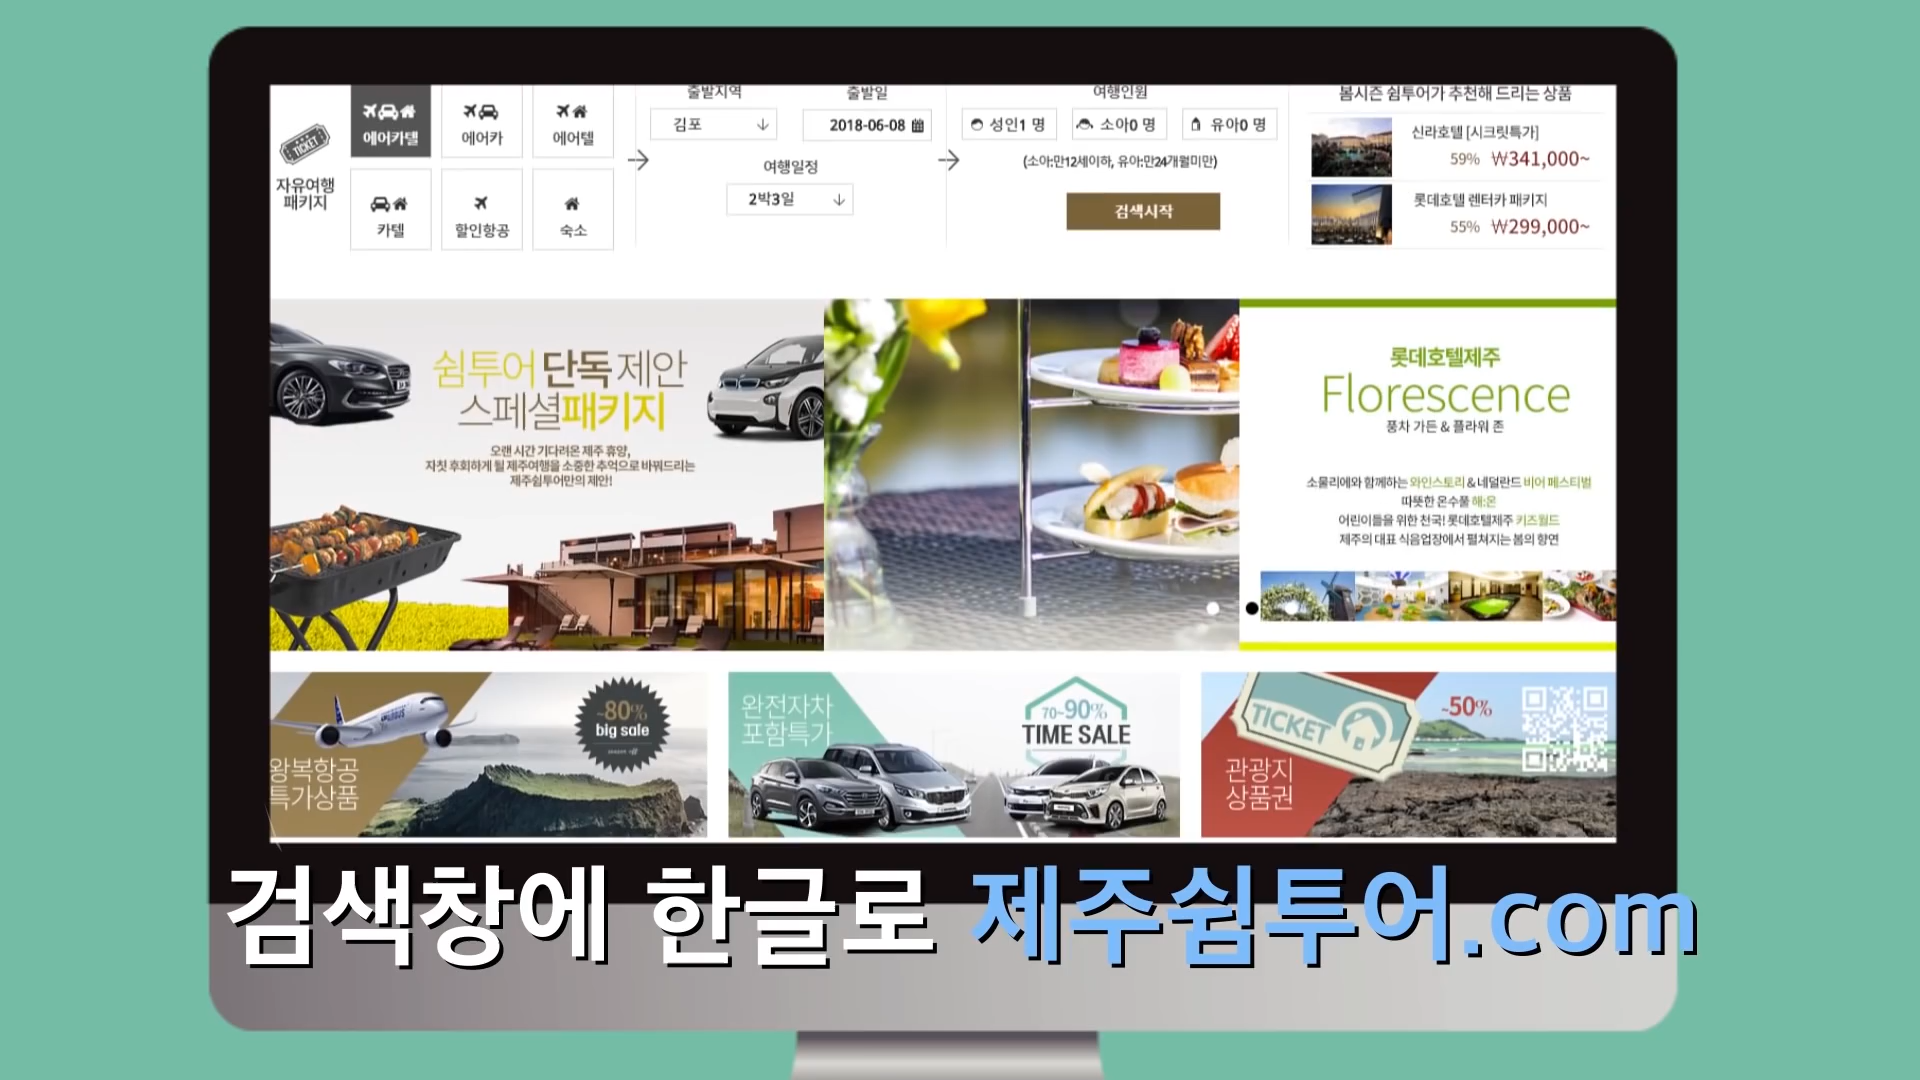 출발지역
출발일
여행인원
봄시즌 쉼투어가 추천해 드리는 상품
에어카텔
에어카
에어텔
김포
2018-06-08
성인1 명
소아0 명
유아0 명
신라호텔 [시크릿특가]
59% ₩341,000~
TICKET
자유여행
패키지
여행일정
(소아:만12세이하, 유아:만24개월미만)
2박3일
검색시작
롯데호텔 렌터카 패키지
55% ₩299,000~
카텔
할인항공
숙소
쉼투어 단독 제안
스페셜패키지
오랜 시간 기다려온 제주 휴양,
자칫 후회하게 될 제주여행을 소중한 추억으로 바꿔드리는
제주쉼투어만의 제안!
롯데호텔제주
Florescence
풍차 가든 & 플라워 존
소물리에와 함께하는 와인스토리 & 네덜란드 비어 페스티벌
따뜻한 온수풀 해:온
어린이들을 위한 천국! 롯데호텔제주 키즈월드
제주의 대표 식음업장에서 펼쳐지는 봄의 향연
~80%
big sale
왕복항공
특가상품
완전자차
포함특가
70~90%
TIME SALE
TICKET
~50%
관광지
상품권
검색창에 한글로 제주쉼투어.com